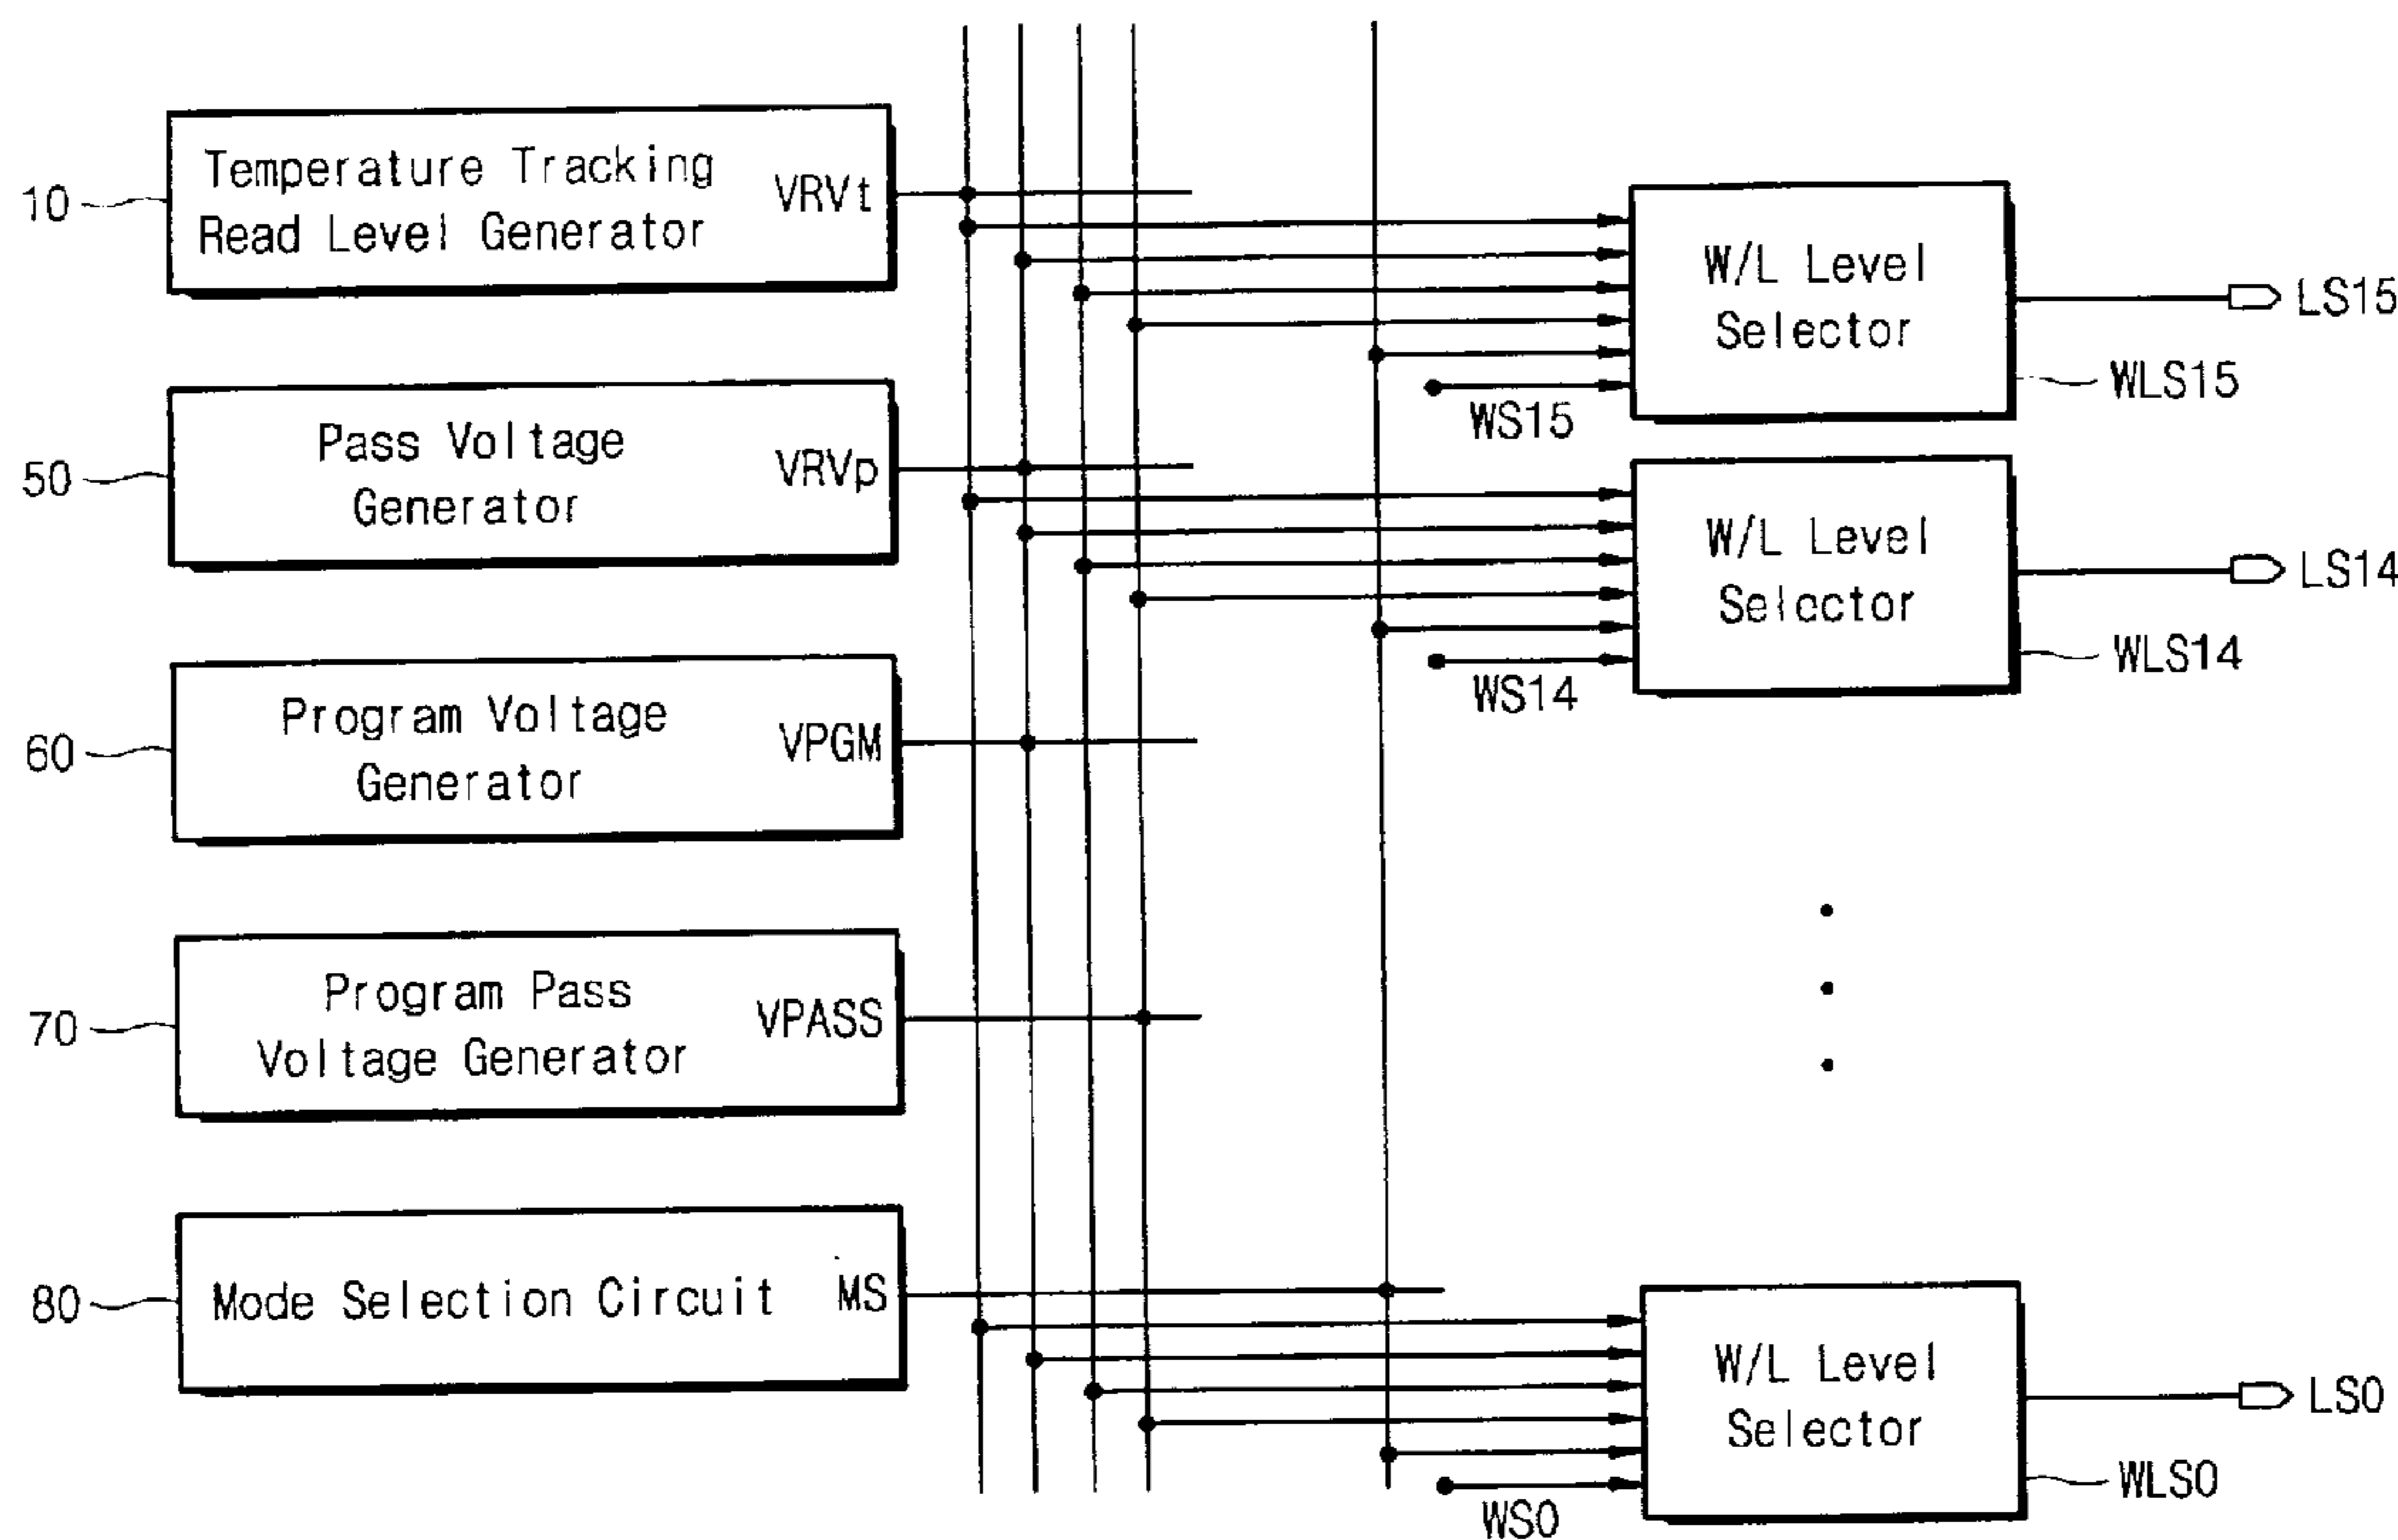 10
Temperature Tracking
Read Level Generator
VRVt
W/L Level
Selector
LS15
WLS15
WS15
50
Pass Voltage
Generator
VRVp
W/L Level
Selector
LS14
WLS14
WS14
60
Program Voltage
Generator
VPGM
70
Program Pass
Voltage Generator
VPASS
80
Mode Selection Circuit
MS
W/L Level
Selector
LS0
WLS0
WS0